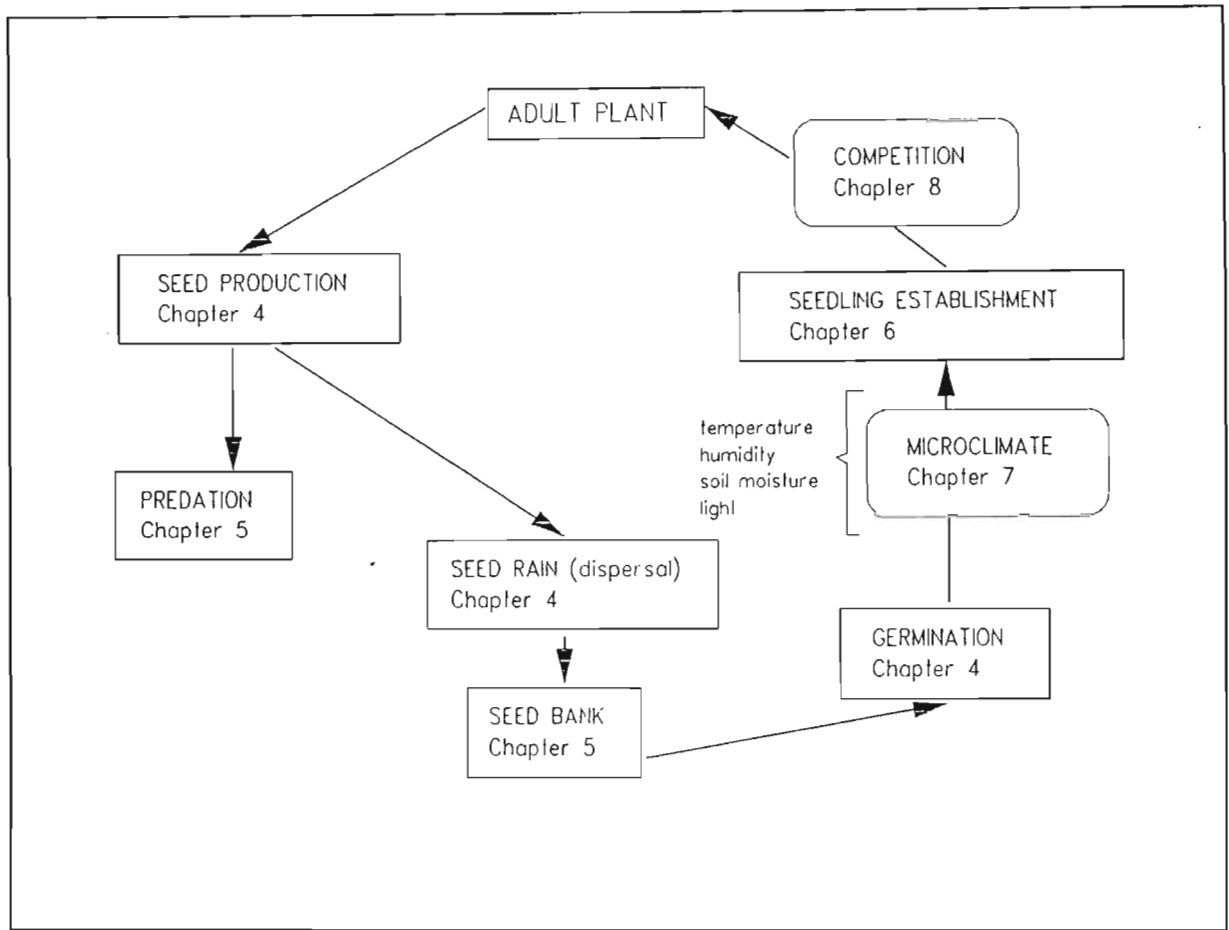 ADULT PLANT
COMPETITION
Chapter 8
SEED PRODUCTION
Chapter 4
SEEDLING ESTABLISHMENT
Chapter 6
temperature
humidity
soil moisture
light
MICROCLIMATE
Chapter 7
PREDATION
Chapter 5
SEED RAIN (dispersal)
Chapter 4
GERMINATION
Chapter 4
SEED BANK
Chapter 5